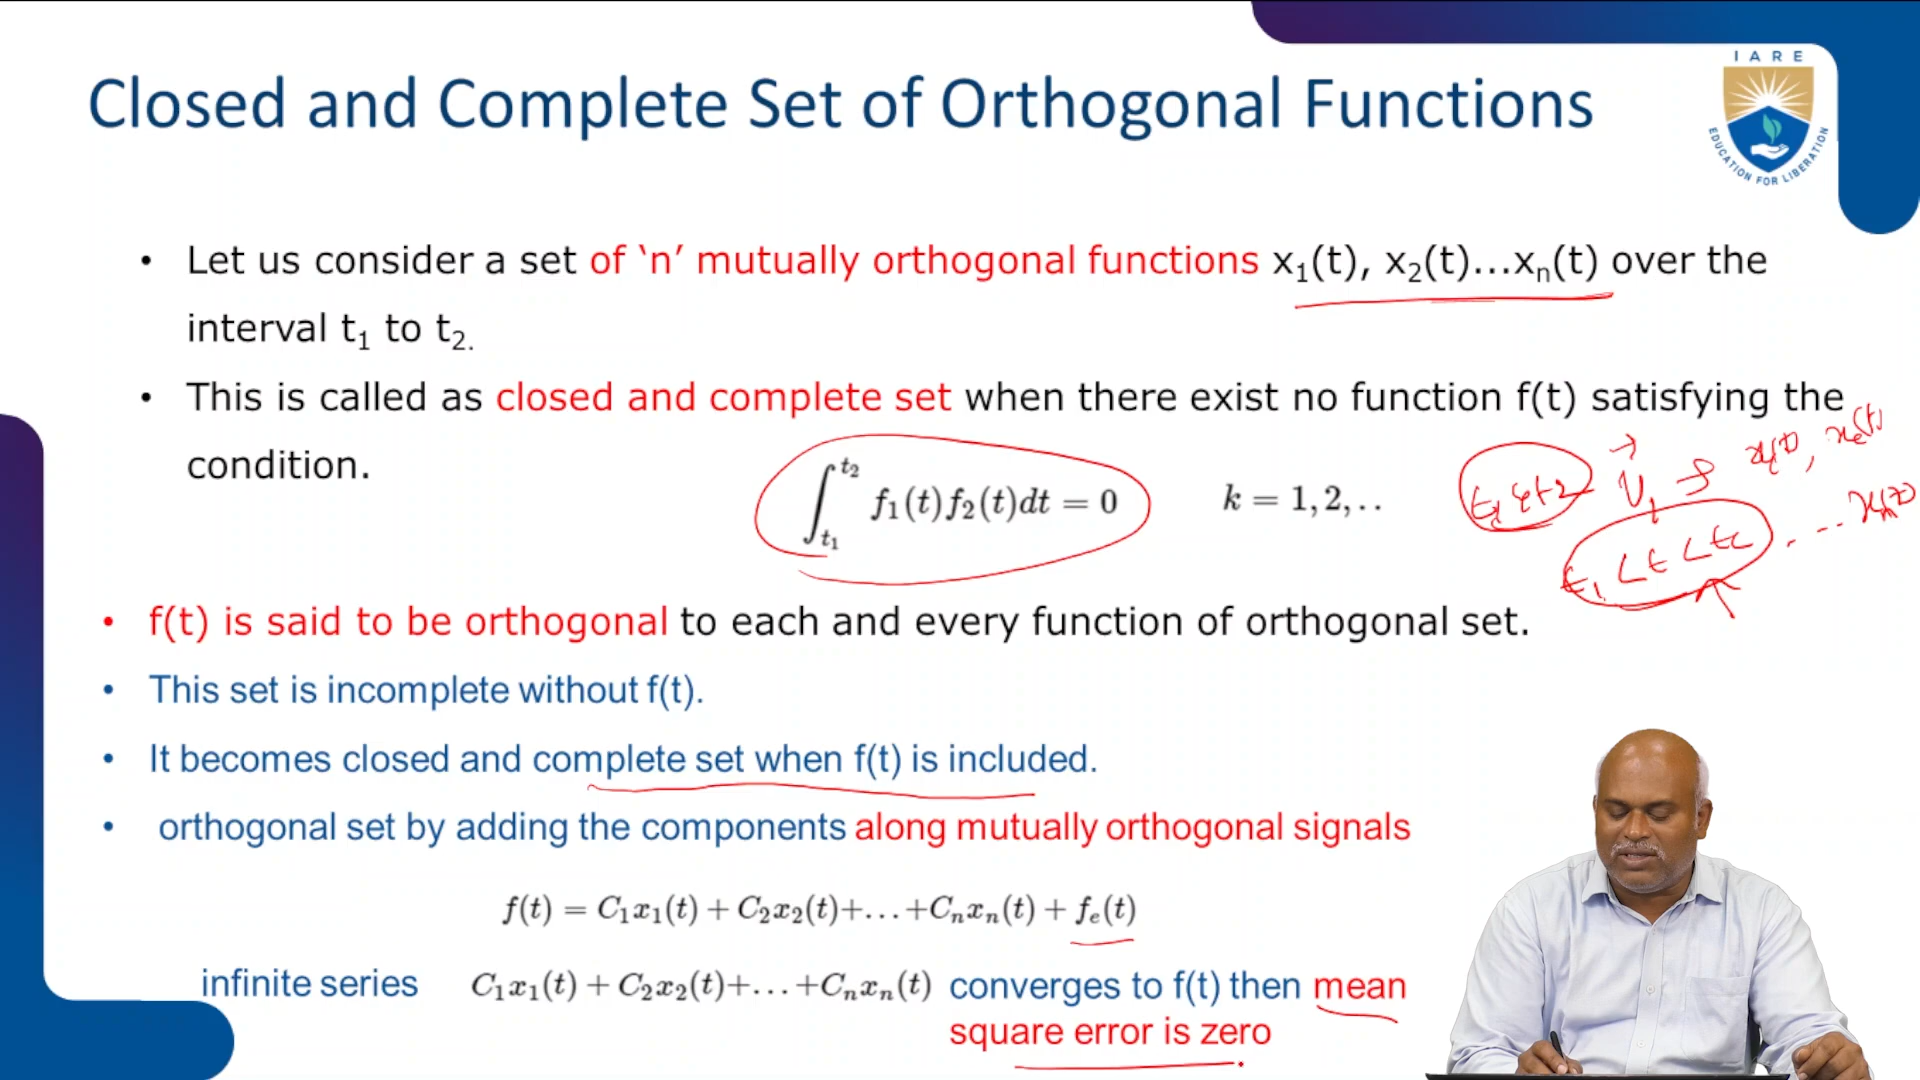 IARE
EDUCATION FOR LIBERATION
Closed and Complete Set of Orthogonal Functions
• Let us consider a set of ‘n’ mutually orthogonal functions x₁(t), x₂(t)...xₙ(t) over the
interval t₁ to t₂.
• This is called as closed and complete set when there exist no function f(t) satisfying the
condition.
∫_{t₁}^{t₂} f₁(t)f₂(t)dt = 0 k = 1, 2, . .
t₁ < t < t₂
• f(t) is said to be orthogonal to each and every function of orthogonal set.
• This set is incomplete without f(t).
• It becomes closed and complete set when f(t) is included.
• orthogonal set by adding the components along mutually orthogonal signals
f(t) = C₁x₁(t) + C₂x₂(t)+...+Cₙxₙ(t) + fₑ(t)
infinite series C₁x₁(t) + C₂x₂(t)+...+Cₙxₙ(t) converges to f(t) then mean
square error is zero